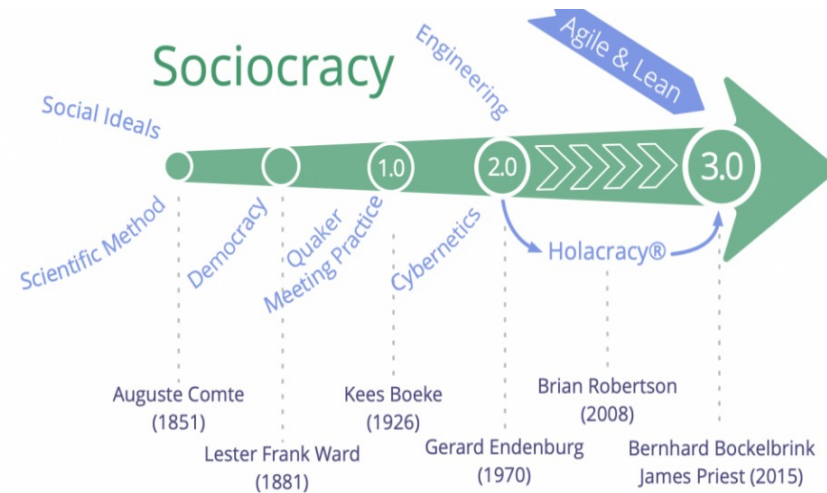 Sociocracy
Social Ideals
Scientific Method
Democracy
Quaker
Meeting Practice
Cybernetics
Engineering
Agile & Lean
1.0
2.0
3.0
Holacracy®
Auguste Comte
(1851)
Lester Frank Ward
(1881)
Kees Boeke
(1926)
Gerard Endenburg
(1970)
Brian Robertson
(2008)
Bernhard Bockelbrink
James Priest (2015)